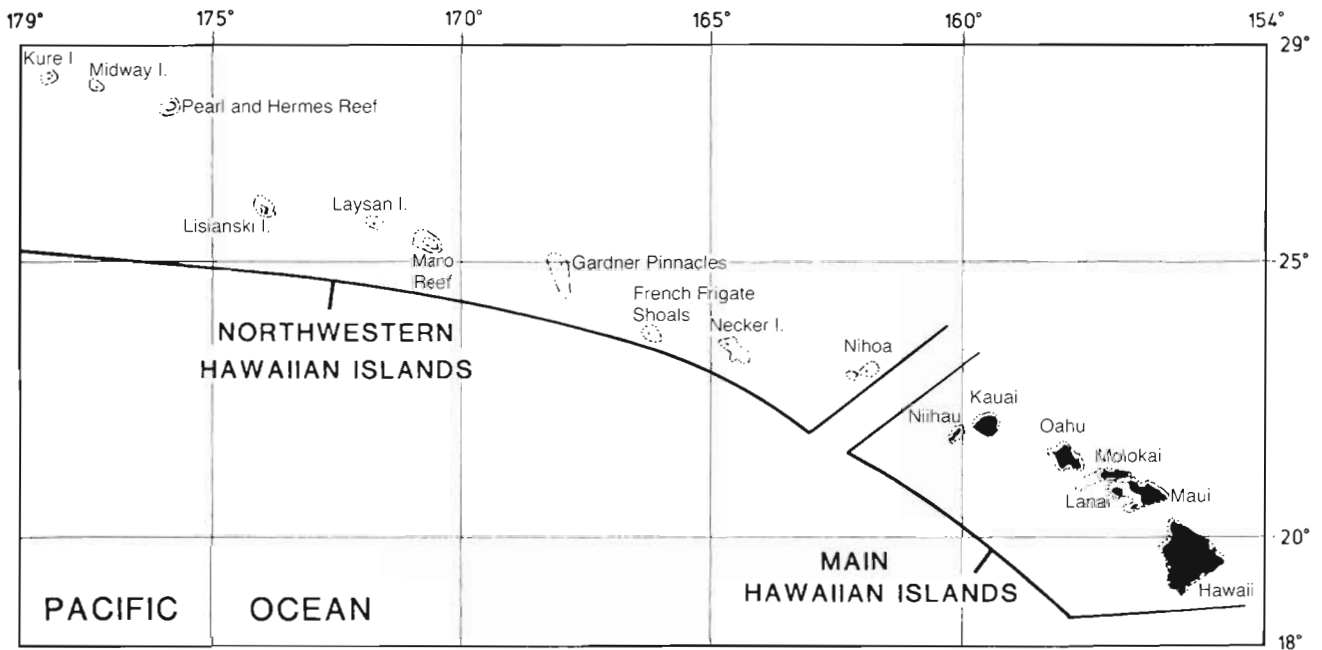 179° 175° 170° 165° 160° 154°
29°
Kure I
Midway I.
Pearl and Hermes Reef
Lisianski I.
Laysan I.
Maro
Reef
Gardner Pinnacles
25°
French Frigate
Shoals
Necker I.
NORTHWESTERN
HAWAIIAN ISLANDS
Nihoa
Niihau
Kauai
Oahu
Molokai
Lanai
Maui
20°
MAIN
HAWAIIAN ISLANDS
Hawaii
PACIFIC OCEAN
18°